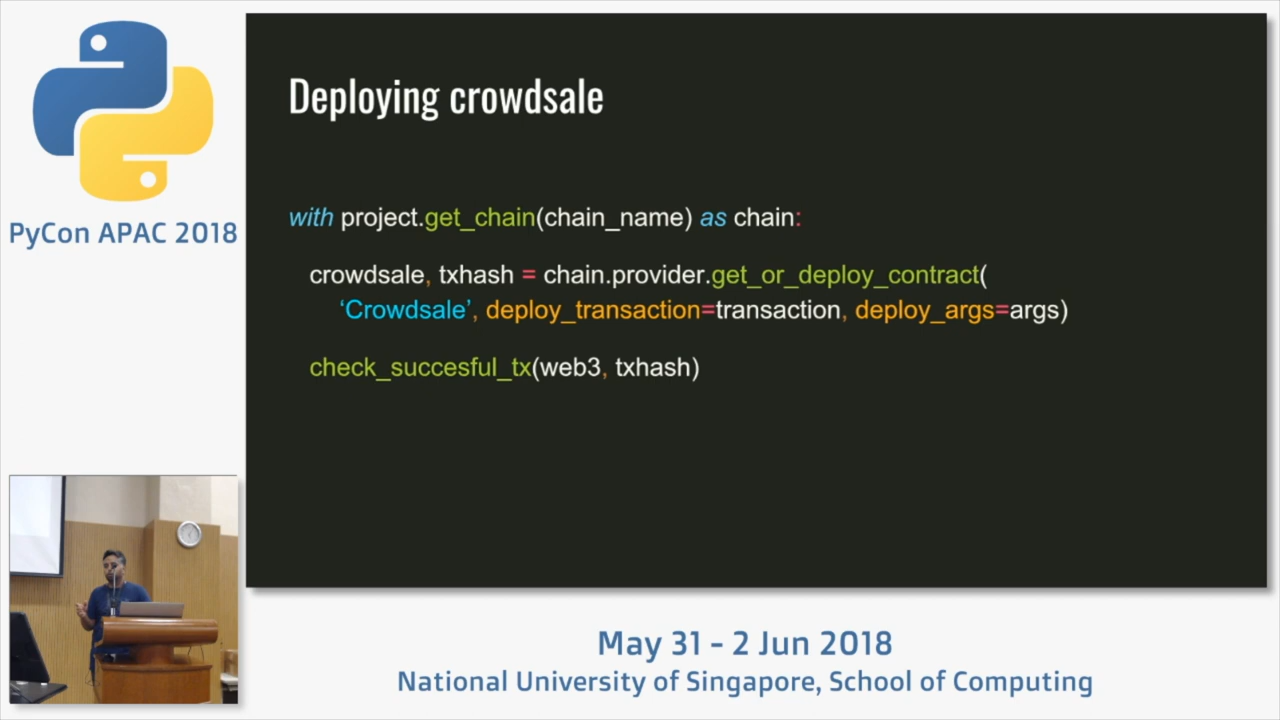 PyCon APAC 2018
Deploying crowdsale
with project.get_chain(chain_name) as chain:
crowdsale, txhash = chain.provider.get_or_deploy_contract(
‘Crowdsale’, deploy_transaction=transaction, deploy_args=args)
check_succesful_tx(web3, txhash)
May 31 - 2 Jun 2018
National University of Singapore, School of Computing